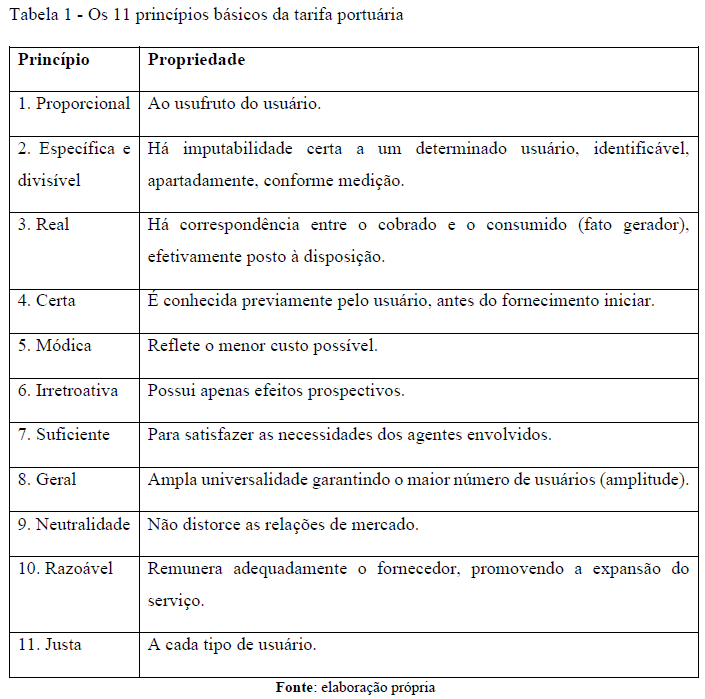 Tabela 1 - Os 11 princípios básicos da tarifa portuária
Princípio Propriedade
1. Proporcional Ao usufruto do usuário.
2. Específica e divisível Há imputabilidade certa a um determinado usuário, identificável,
apartadamente, conforme medição.
3. Real Há correspondência entre o cobrado e o consumido (fato gerador),
efetivamente posto à disposição.
4. Certa É conhecida previamente pelo usuário, antes do fornecimento iniciar.
5. Módica Reflete o menor custo possível.
6. Irretroativa Possui apenas efeitos prospectivos.
7. Suficiente Para satisfazer as necessidades dos agentes envolvidos.
8. Geral Ampla universalidade garantindo o maior número de usuários (amplitude).
9. Neutralidade Não distorce as relações de mercado.
10. Razoável Remunera adequadamente o fornecedor, promovendo a expansão do
serviço.
11. Justa A cada tipo de usuário.
Fonte: elaboração própria